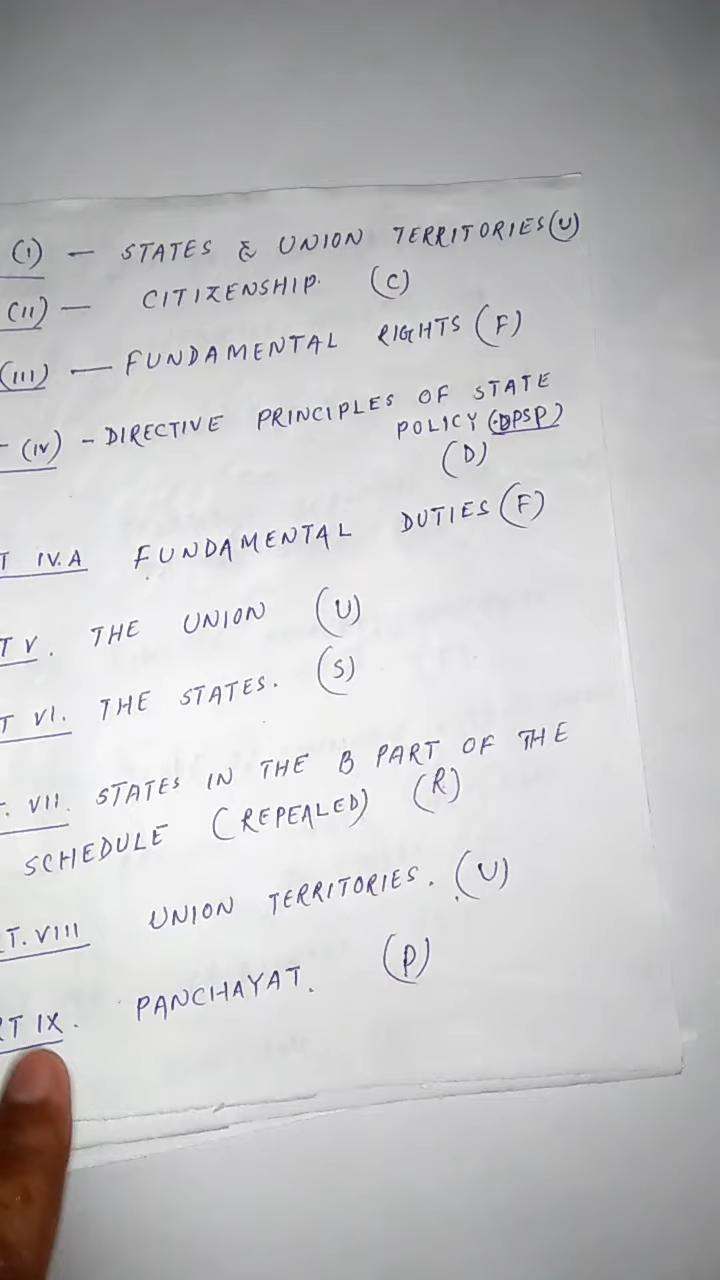 (I) — STATES & UNION TERRITORIES (U)
(II) — CITIZENSHIP. (C)
(III) — FUNDAMENTAL RIGHTS (F)
(IV) - DIRECTIVE PRINCIPLES OF STATE
POLICY (DPSP)
(D)
T IV.A FUNDAMENTAL DUTIES (F)
T V. THE UNION (U)
T VI. THE STATES. (S)
T. VII. STATES IN THE B PART OF THE
SCHEDULE (REPEALED) (R)
T. VIII UNION TERRITORIES. (U)
RT IX. PANCHAYAT. (P)